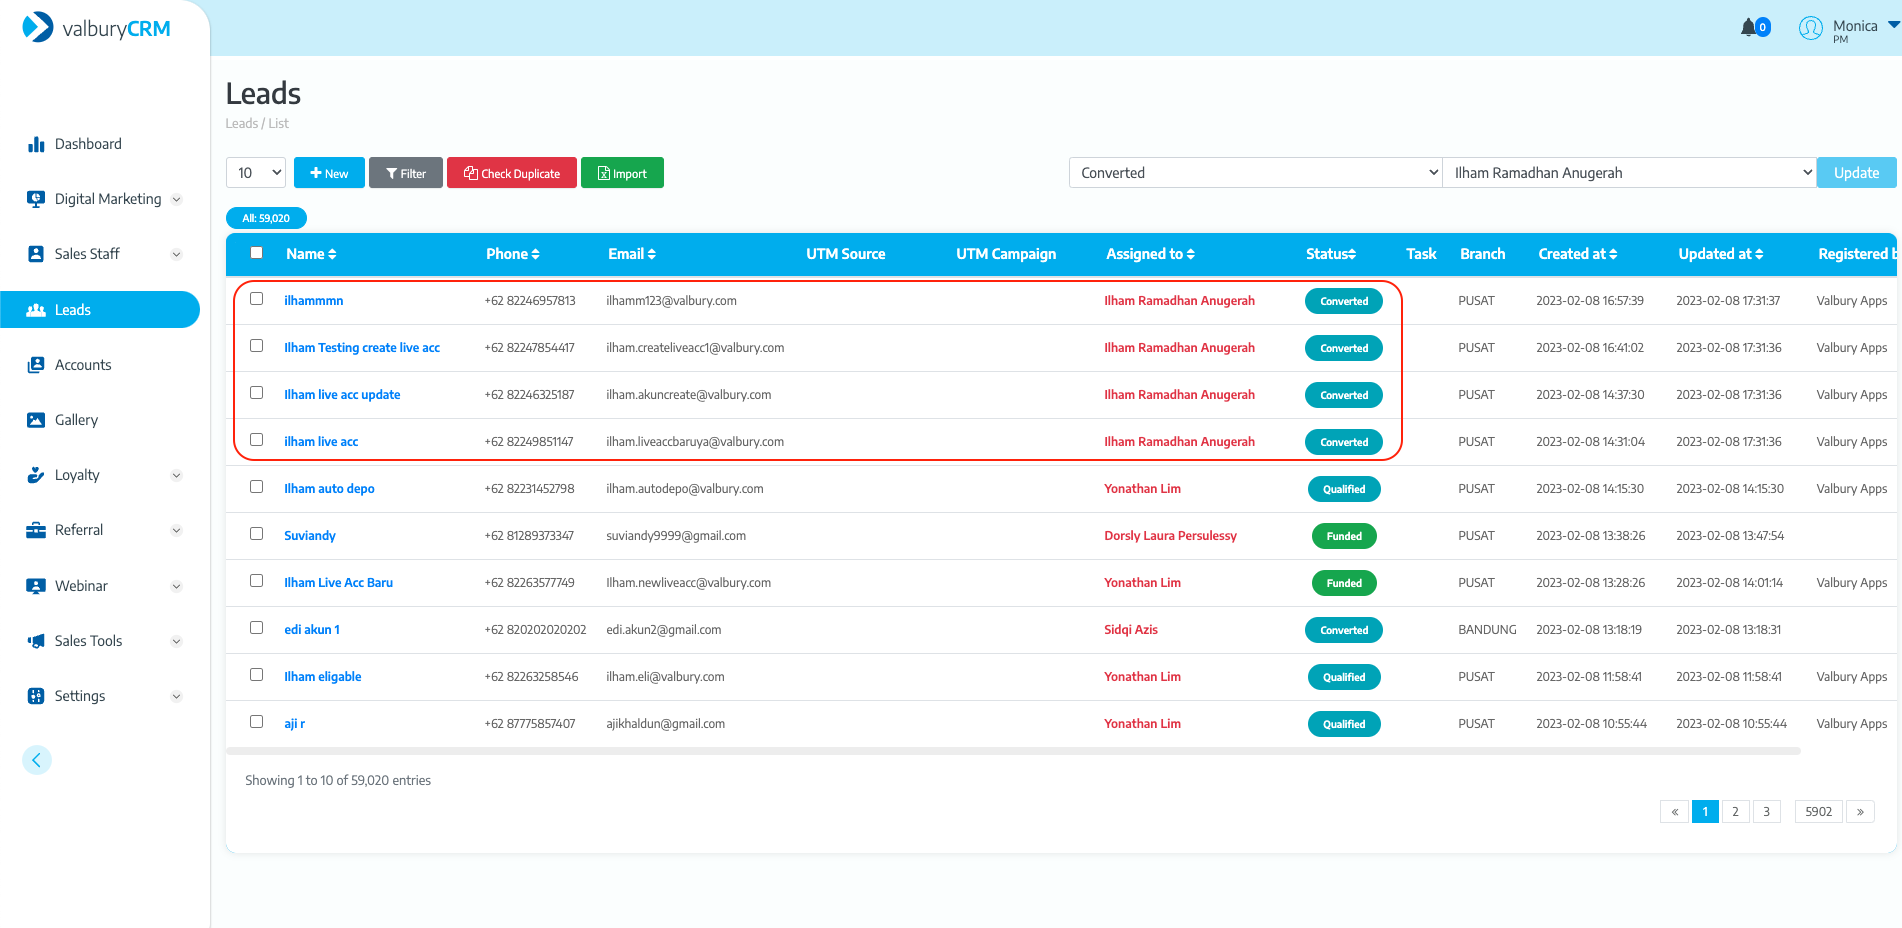 valburyCRM
0
Monica
PM
Leads
Leads / List
Dashboard
Digital Marketing
Sales Staff
Leads
Accounts
Gallery
Loyalty
Referral
Webinar
Sales Tools
Settings
10 New Filter Check Duplicate Import Converted Ilham Ramadhan Anugerah Update
All: 59,020
Name Phone Email UTM Source UTM Campaign Assigned to Status Task Branch Created at Updated at Registered b
ilhammmn +62 82246957813 ilhamm123@valbury.com Ilham Ramadhan Anugerah Converted PUSAT 2023-02-08 16:57:39 2023-02-08 17:31:37 Valbury Apps
Ilham Testing create live acc +62 82247854417 ilham.createliveacc1@valbury.com Ilham Ramadhan Anugerah Converted PUSAT 2023-02-08 16:41:02 2023-02-08 17:31:36 Valbury Apps
Ilham live acc update +62 82246325187 ilham.akuncreate@valbury.com Ilham Ramadhan Anugerah Converted PUSAT 2023-02-08 14:37:30 2023-02-08 17:31:36 Valbury Apps
ilham live acc +62 82249851147 ilham.liveaccbaruya@valbury.com Ilham Ramadhan Anugerah Converted PUSAT 2023-02-08 14:31:04 2023-02-08 17:31:36 Valbury Apps
Ilham auto depo +62 82231452798 ilham.autodepo@valbury.com Yonathan Lim Qualified PUSAT 2023-02-08 14:15:30 2023-02-08 14:15:30 Valbury Apps
Suviandy +62 81289373347 suviandy9999@gmail.com Dorsly Laura Persulessy Funded PUSAT 2023-02-08 13:38:26 2023-02-08 13:47:54
Ilham Live Acc Baru +62 82263577749 Ilham.newliveacc@valbury.com Yonathan Lim Funded PUSAT 2023-02-08 13:28:26 2023-02-08 14:01:14 Valbury Apps
edi akun 1 +62 820202020202 edi.akun2@gmail.com Sidqi Azis Converted BANDUNG 2023-02-08 13:18:19 2023-02-08 13:18:31
Ilham eligable +62 82263258546 ilham.eli@valbury.com Yonathan Lim Qualified PUSAT 2023-02-08 11:58:41 2023-02-08 11:58:41 Valbury Apps
aji r +62 87775857407 ajikhaldun@gmail.com Yonathan Lim Qualified PUSAT 2023-02-08 10:55:44 2023-02-08 10:55:44 Valbury Apps
Showing 1 to 10 of 59,020 entries
« 1 2 3 5902 »